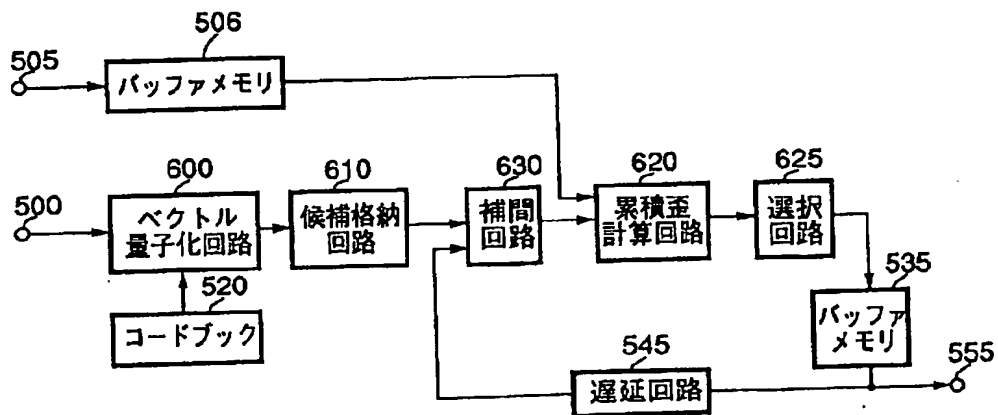 505
506
バッファメモリ
500
600
ベクトル
量子化回路
610
候補格納
回路
630
補間
回路
620
累積歪
計算回路
625
選択
回路
520
コードブック
535
バッファ
メモリ
545
遅延回路
555